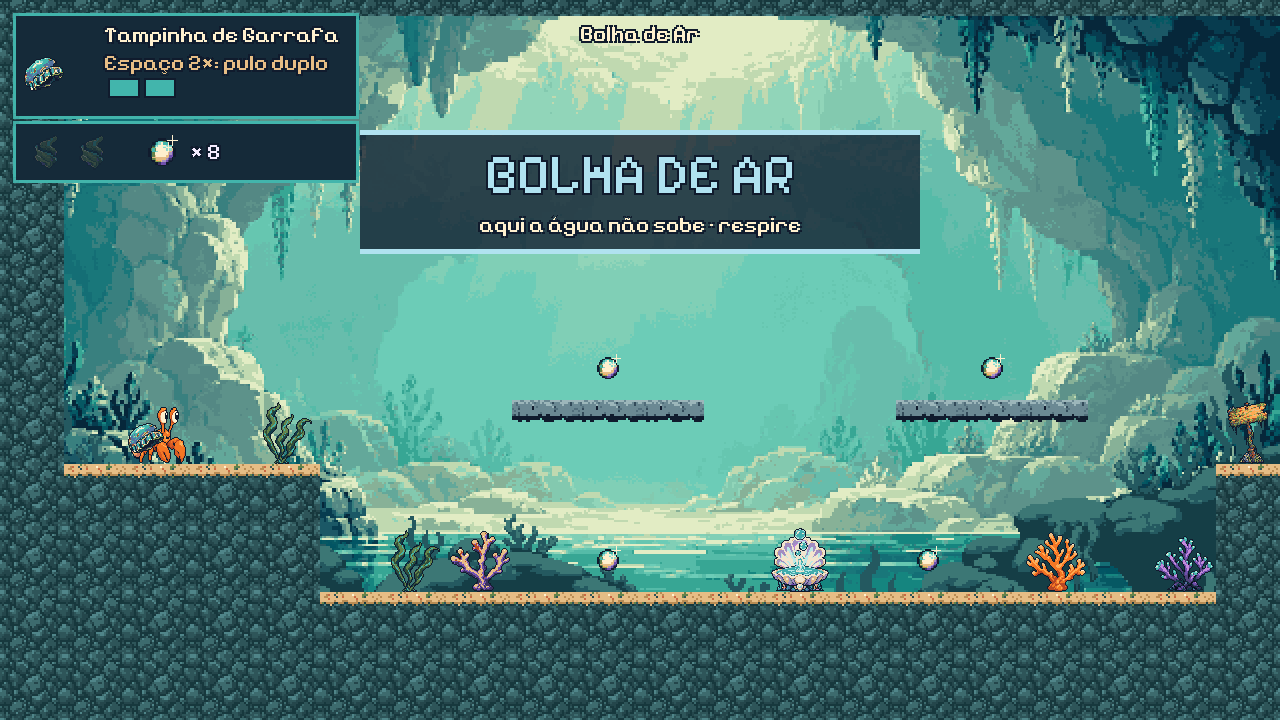 Tampinha de Garrafa
Espaço 2×: pulo duplo
× 8
Bolha de Ar
BOLHA DE AR
aqui a água não sobe · respire